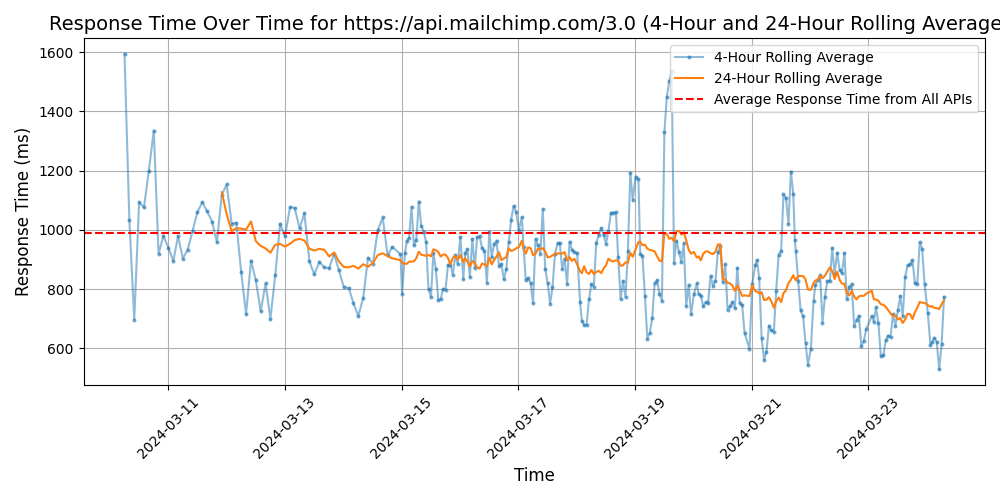 Response Time Over Time for https://api.mailchimp.com/3.0 (4-Hour and 24-Hour Rolling Average
4-Hour Rolling Average
24-Hour Rolling Average
Average Response Time from All APIs
Response Time (ms)
1600
1400
1200
1000
800
600
2024-03-11
2024-03-13
2024-03-15
2024-03-17
2024-03-19
2024-03-21
2024-03-23
Time